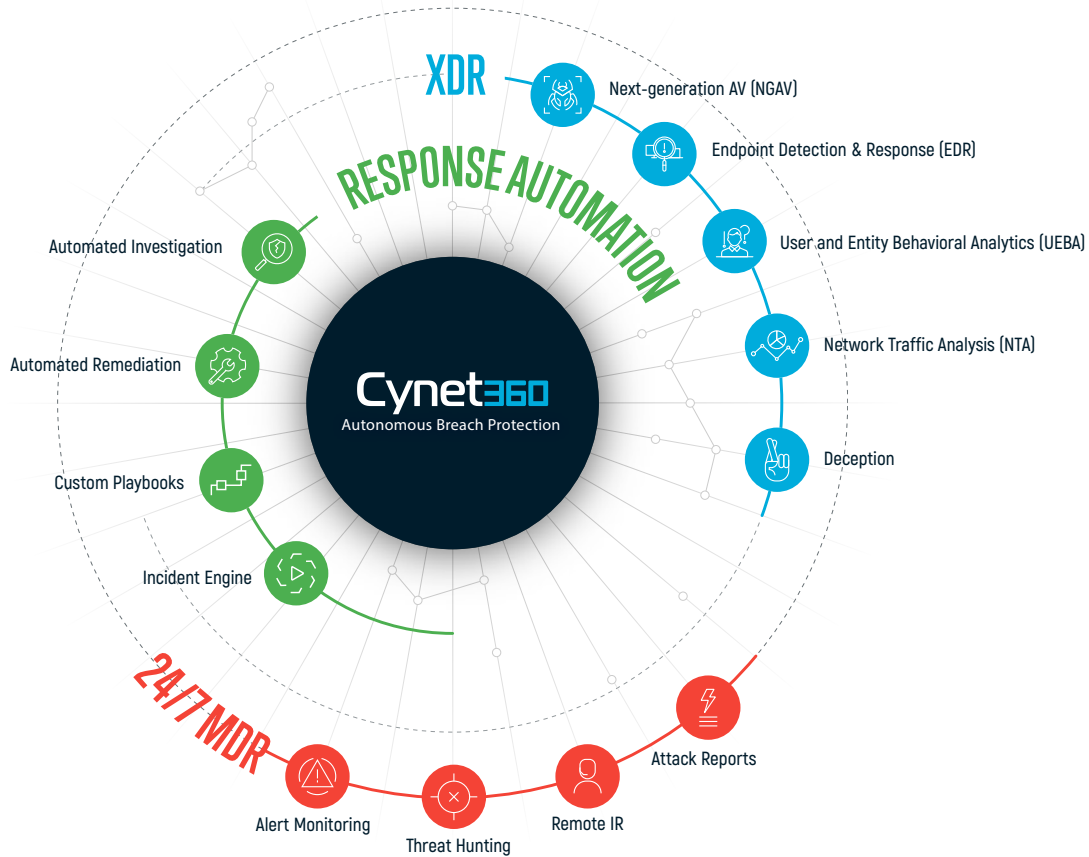 XDR
Next-generation AV (NGAV)
Endpoint Detection & Response (EDR)
User and Entity Behavioral Analytics (UEBA)
Network Traffic Analysis (NTA)
Deception
RESPONSE AUTOMATION
Automated Investigation
Automated Remediation
Custom Playbooks
Incident Engine
Cynet360
Autonomous Breach Protection
24/7 MDR
Alert Monitoring
Threat Hunting
Remote IR
Attack Reports